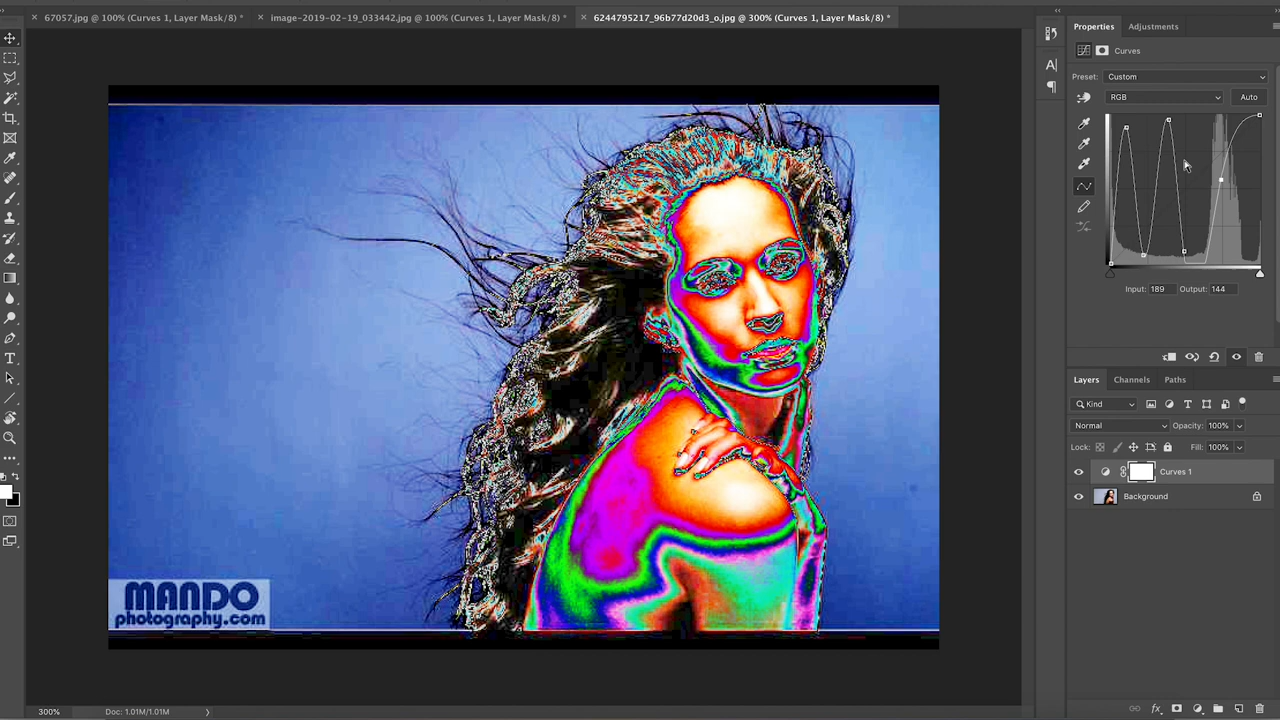 67057.jpg @ 100% (Curves 1, Layer Mask/8) *
image-2019-02-19_033442.jpg @ 100% (Curves 1, Layer Mask/8) *
6244795217_96b77d20d3_o.jpg @ 300% (Curves 1, Layer Mask/8) *
Properties
Adjustments
Curves
Preset:
Custom
RGB
Auto
Input: 189
Output: 144
Layers
Channels
Paths
Kind
Normal
Opacity: 100%
Lock:
Fill: 100%
Curves 1
Background
MANDO
photography.com
300%
Doc: 1.01M/1.01M